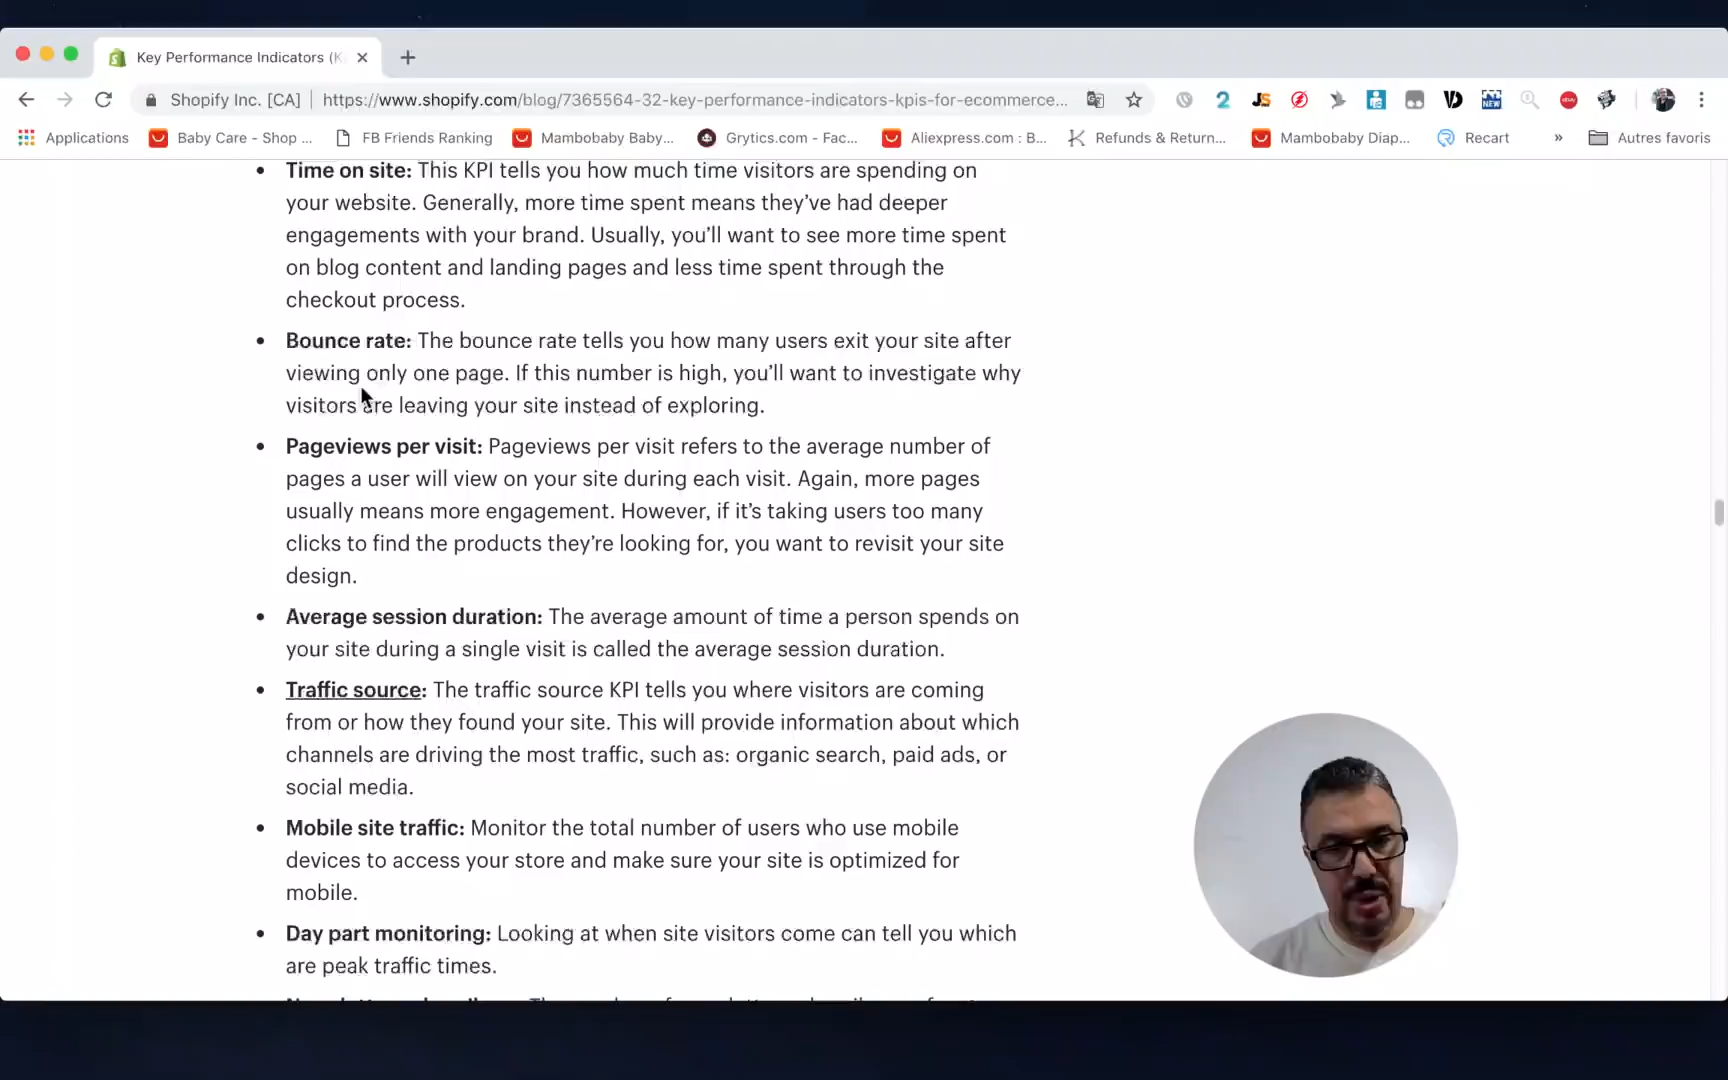 Key Performance Indicators (K
Shopify Inc. [CA] | https://www.shopify.com/blog/7365564-32-key-performance-indicators-kpis-for-ecommerce...
Applications Baby Care - Shop ... FB Friends Ranking Mambobaby Baby... Grytics.com - Fac... Aliexpress.com : B... Refunds & Return... Mambobaby Diap... Recart » Autres favoris
• Time on site: This KPI tells you how much time visitors are spending on
your website. Generally, more time spent means they’ve had deeper
engagements with your brand. Usually, you’ll want to see more time spent
on blog content and landing pages and less time spent through the
checkout process.
• Bounce rate: The bounce rate tells you how many users exit your site after
viewing only one page. If this number is high, you’ll want to investigate why
visitors are leaving your site instead of exploring.
• Pageviews per visit: Pageviews per visit refers to the average number of
pages a user will view on your site during each visit. Again, more pages
usually means more engagement. However, if it’s taking users too many
clicks to find the products they’re looking for, you want to revisit your site
design.
• Average session duration: The average amount of time a person spends on
your site during a single visit is called the average session duration.
• Traffic source: The traffic source KPI tells you where visitors are coming
from or how they found your site. This will provide information about which
channels are driving the most traffic, such as: organic search, paid ads, or
social media.
• Mobile site traffic: Monitor the total number of users who use mobile
devices to access your store and make sure your site is optimized for
mobile.
• Day part monitoring: Looking at when site visitors come can tell you which
are peak traffic times.